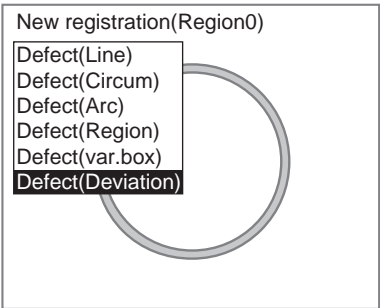 New registration(Region0)
Defect(Line)
Defect(Circum)
Defect(Arc)
Defect(Region)
Defect(var.box)
Defect(Deviation)